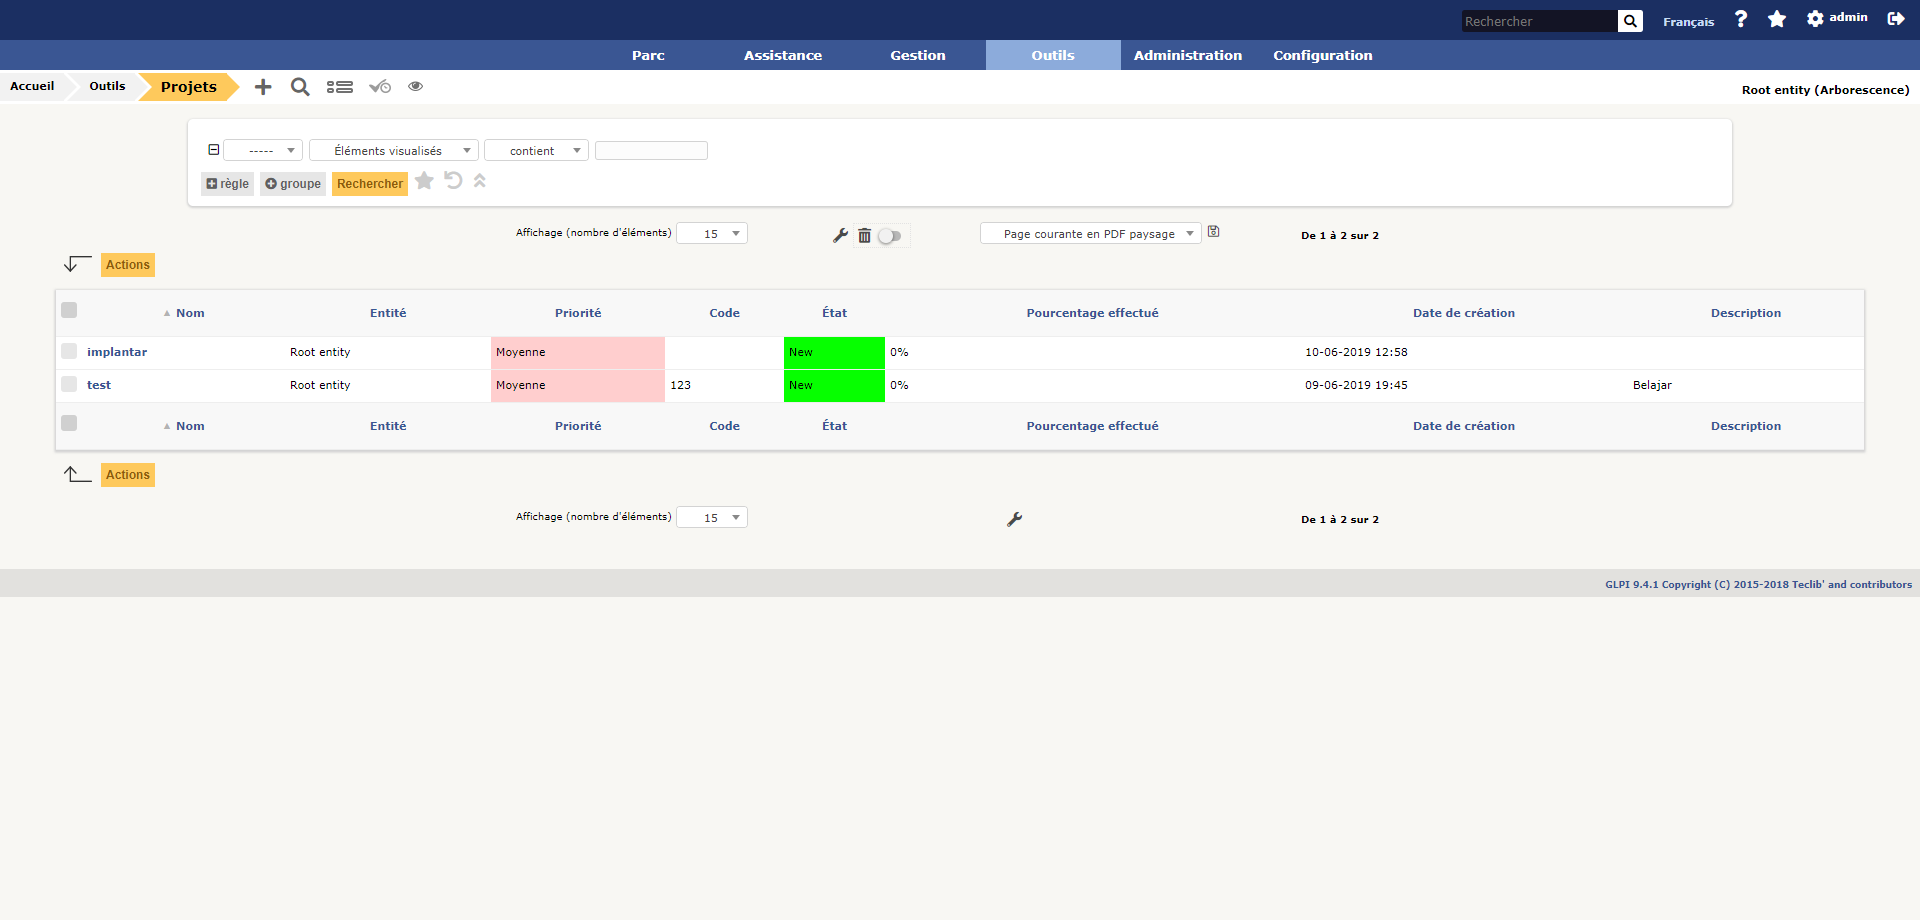 Rechercher Français ? admin
Parc Assistance Gestion Outils Administration Configuration
Accueil Outils Projets Root entity (Arborescence)
----- Éléments visualisés contient
règle groupe Rechercher
Affichage (nombre d'éléments) 15 Page courante en PDF paysage De 1 à 2 sur 2
Actions
Nom Entité Priorité Code État Pourcentage effectué Date de création Description
implantar Root entity Moyenne New 0% 10-06-2019 12:58
test Root entity Moyenne 123 New 0% 09-06-2019 19:45 Belajar
Nom Entité Priorité Code État Pourcentage effectué Date de création Description
Actions
Affichage (nombre d'éléments) 15 De 1 à 2 sur 2
GLPI 9.4.1 Copyright (C) 2015-2018 Teclib' and contributors